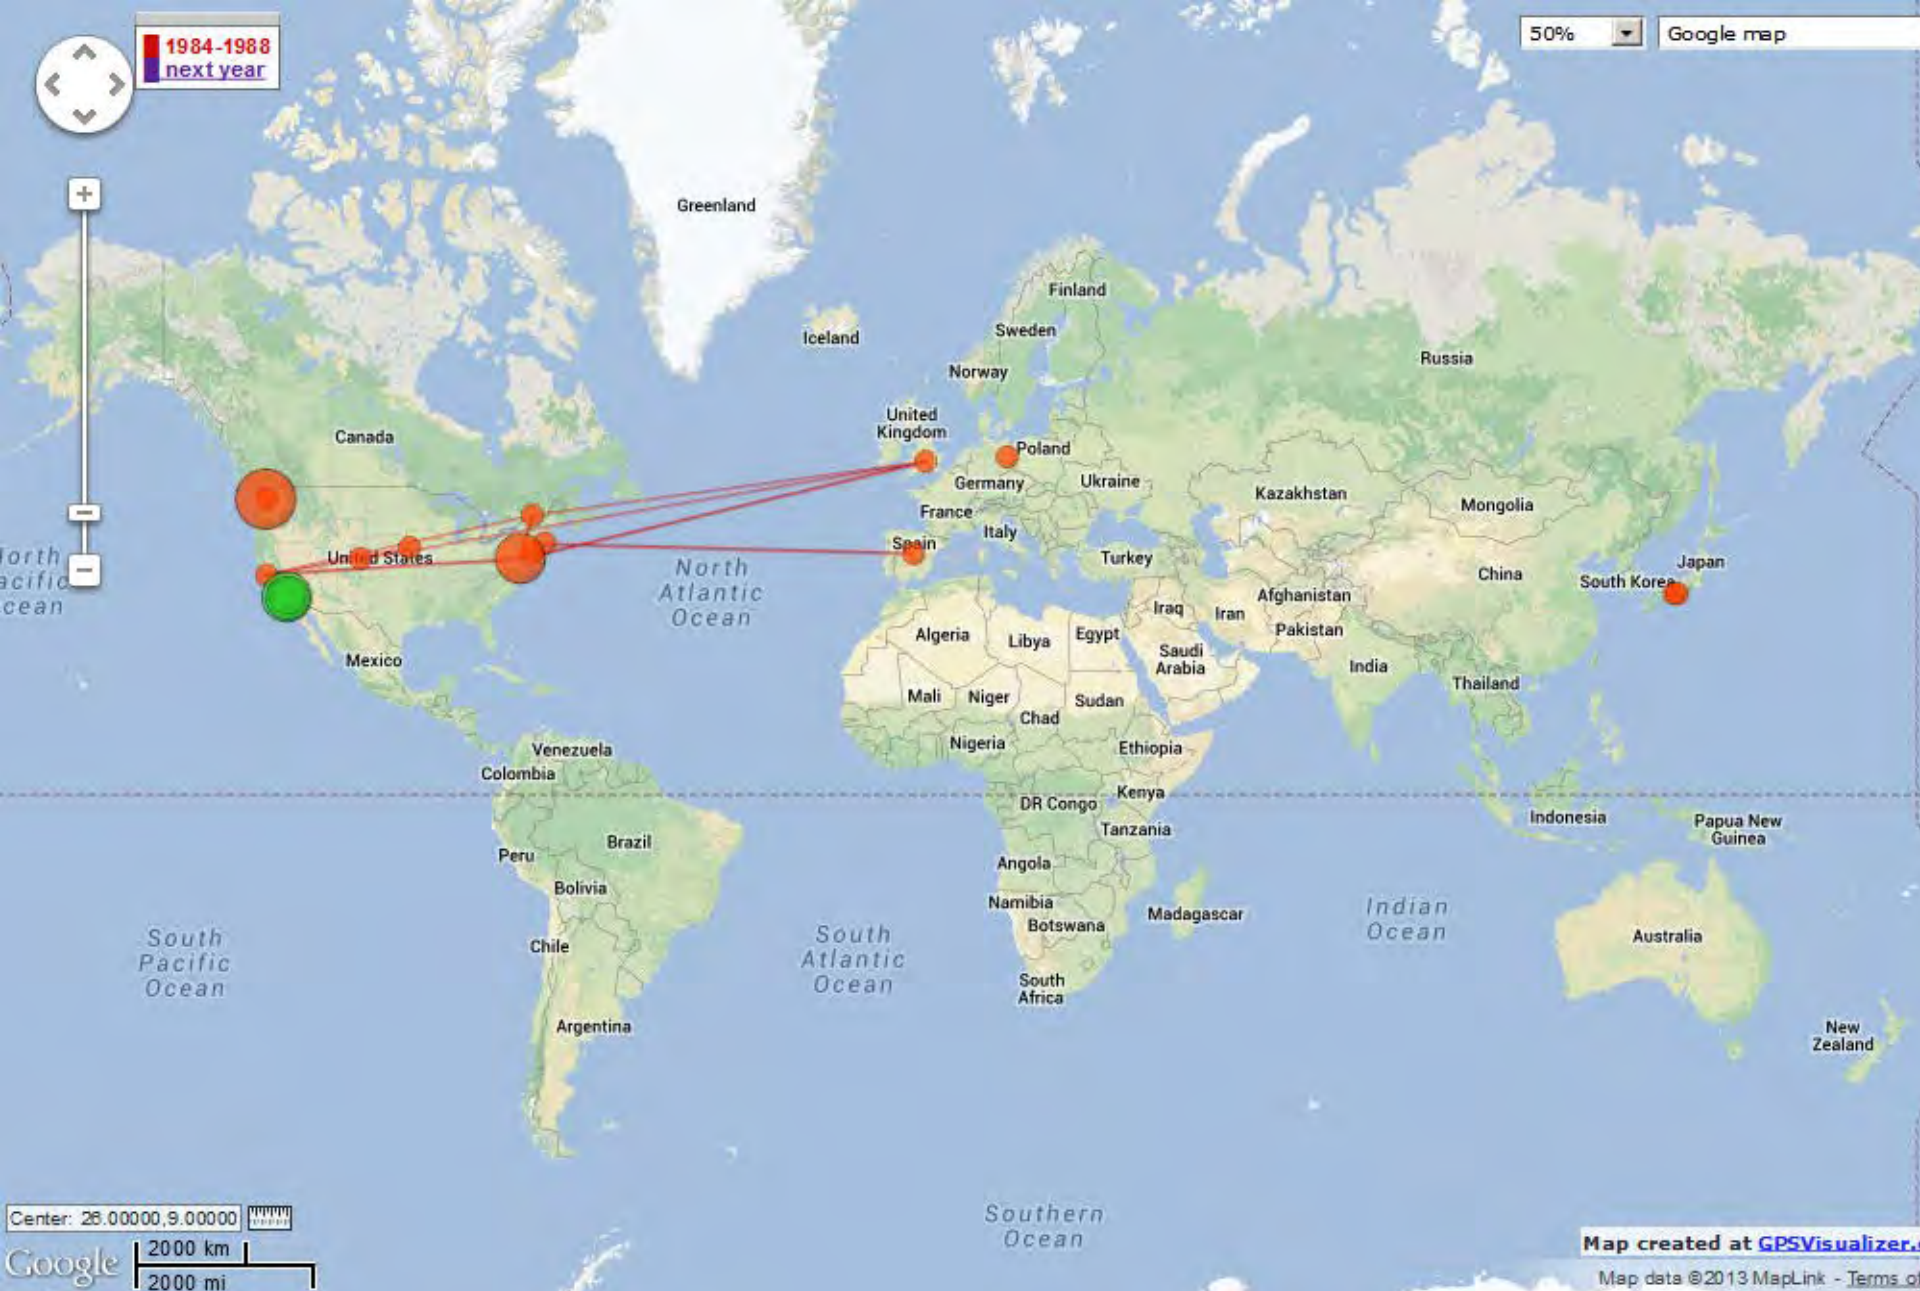 1984-1988
next year
50%
Google map
Greenland
Finland
Iceland
Sweden
Russia
Norway
United
Kingdom
Canada
Poland
Germany
Ukraine
Kazakhstan
Mongolia
France
Italy
Spain
United States
Turkey
Japan
China
South Korea
North
Atlantic
Ocean
Afghanistan
Iraq
Iran
Pakistan
Algeria
Libya
Egypt
Saudi
Arabia
Mexico
India
Thailand
Mali
Niger
Sudan
Chad
Nigeria
Ethiopia
Venezuela
Colombia
Kenya
DR Congo
Tanzania
Indonesia
Papua New
Guinea
Brazil
Peru
Angola
Bolivia
Namibia
Botswana
Madagascar
Indian
Ocean
Chile
Australia
South
Pacific
Ocean
South
Atlantic
Ocean
South
Africa
Argentina
New
Zealand
Southern
Ocean
Center: 26.00000,9.00000
2000 km
2000 mi
Google
Map created at GPSVisualizer.
Map data ©2013 MapLink - Terms of